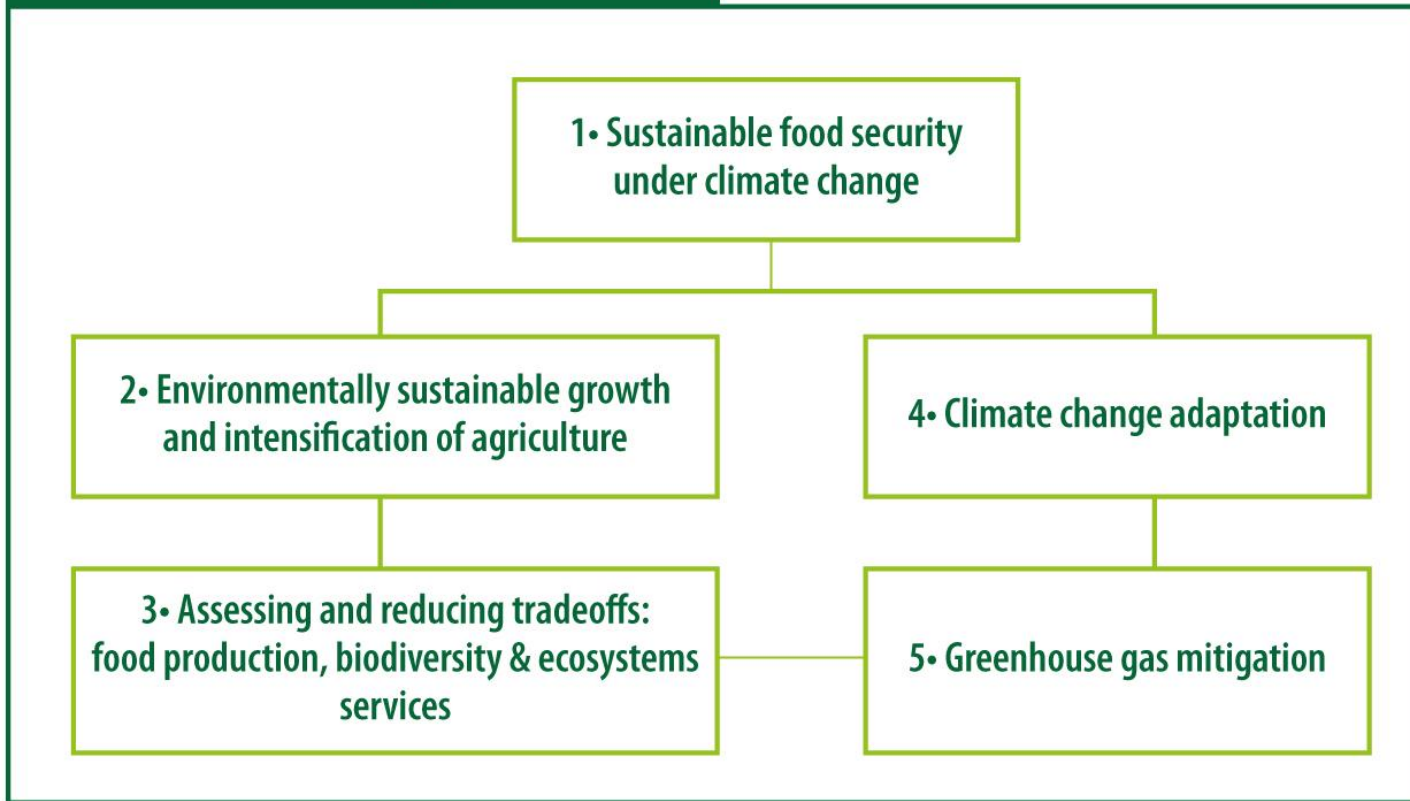 1• Sustainable food security
under climate change
2• Environmentally sustainable growth
and intensification of agriculture
4• Climate change adaptation
3• Assessing and reducing tradeoffs:
food production, biodiversity & ecosystems
services
5• Greenhouse gas mitigation